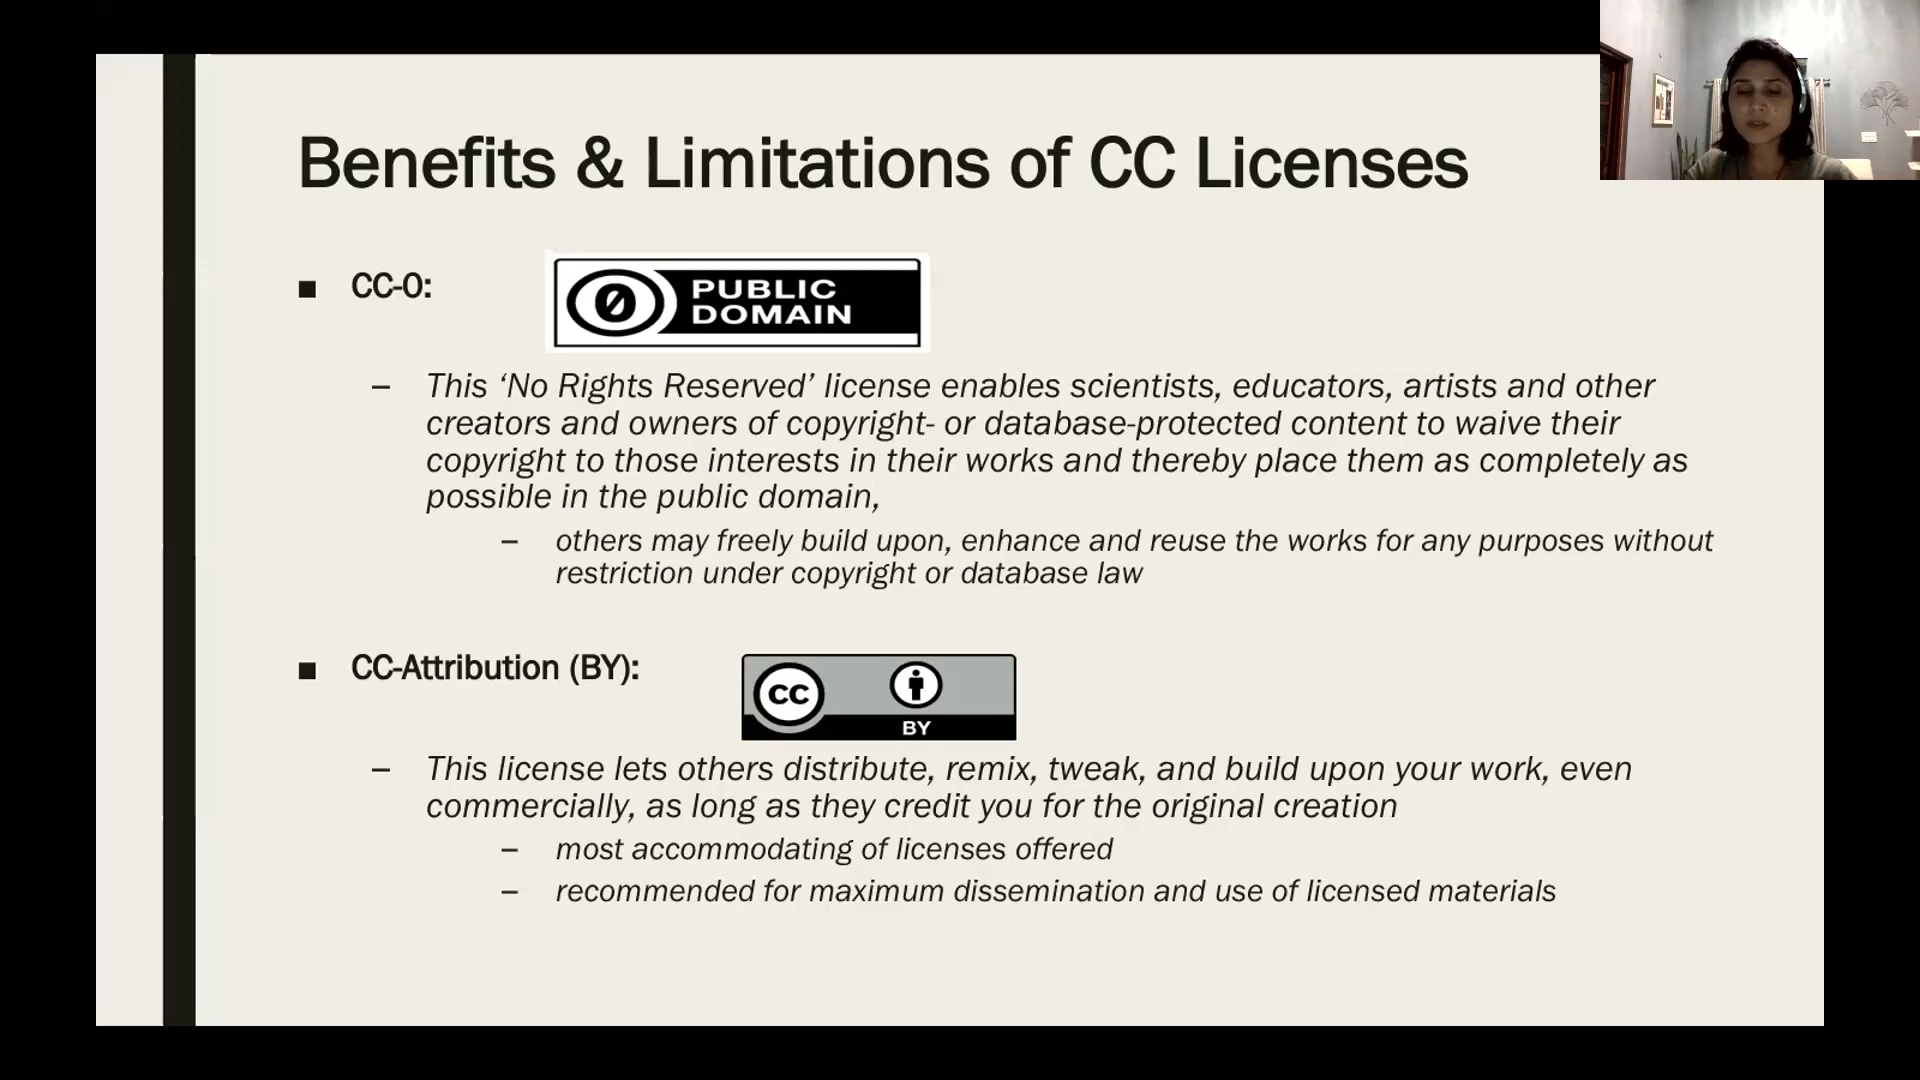 Benefits & Limitations of CC Licenses
■ CC-0:
PUBLIC
DOMAIN
– This ‘No Rights Reserved’ license enables scientists, educators, artists and other
creators and owners of copyright- or database-protected content to waive their
copyright to those interests in their works and thereby place them as completely as
possible in the public domain,
– others may freely build upon, enhance and reuse the works for any purposes without
restriction under copyright or database law
■ CC-Attribution (BY):
CC
BY
– This license lets others distribute, remix, tweak, and build upon your work, even
commercially, as long as they credit you for the original creation
– most accommodating of licenses offered
– recommended for maximum dissemination and use of licensed materials